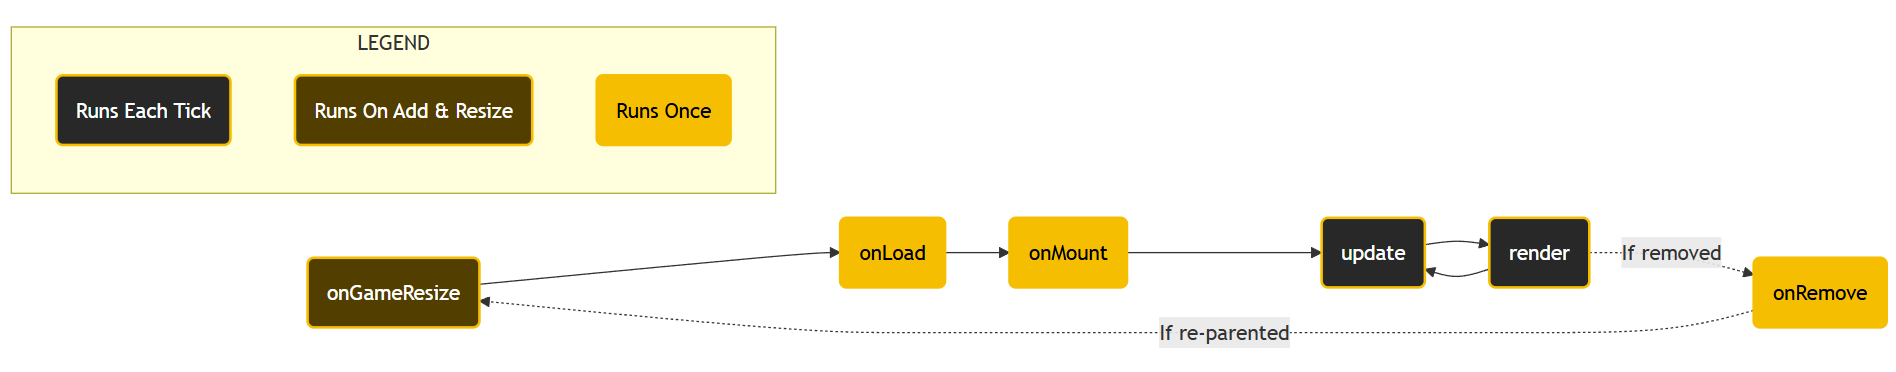 LEGEND
Runs Each Tick
Runs On Add & Resize
Runs Once
onGameResize
onLoad
onMount
update
render
If removed
onRemove
If re-parented